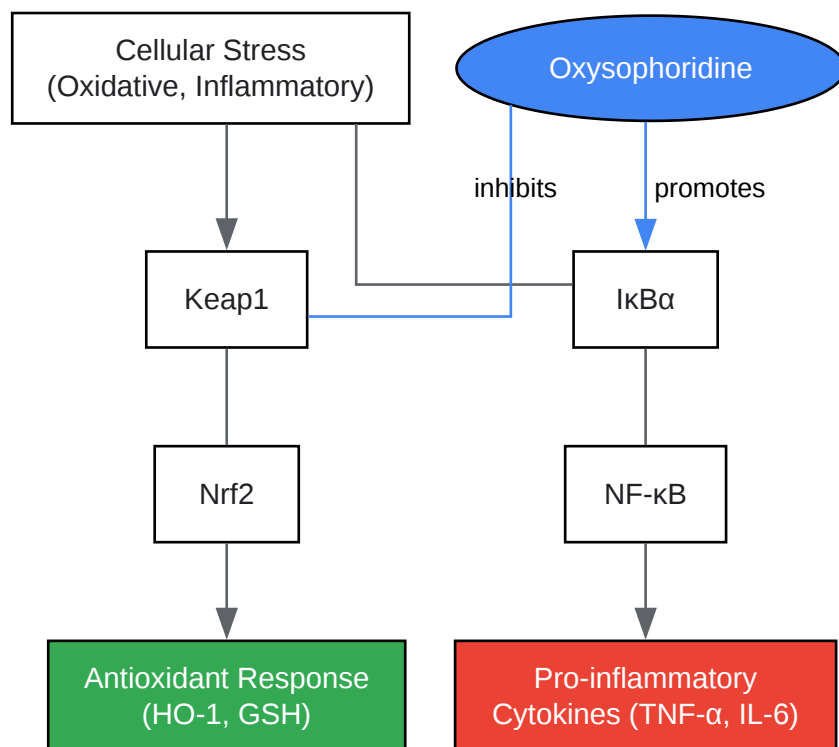 Cellular Stress
(Oxidative, Inflammatory)
Oxysophoridine
inhibits
promotes
Keap1
IκBα
Nrf2
NF-κB
Antioxidant Response
(HO-1, GSH)
Pro-inflammatory
Cytokines (TNF-α, IL-6)